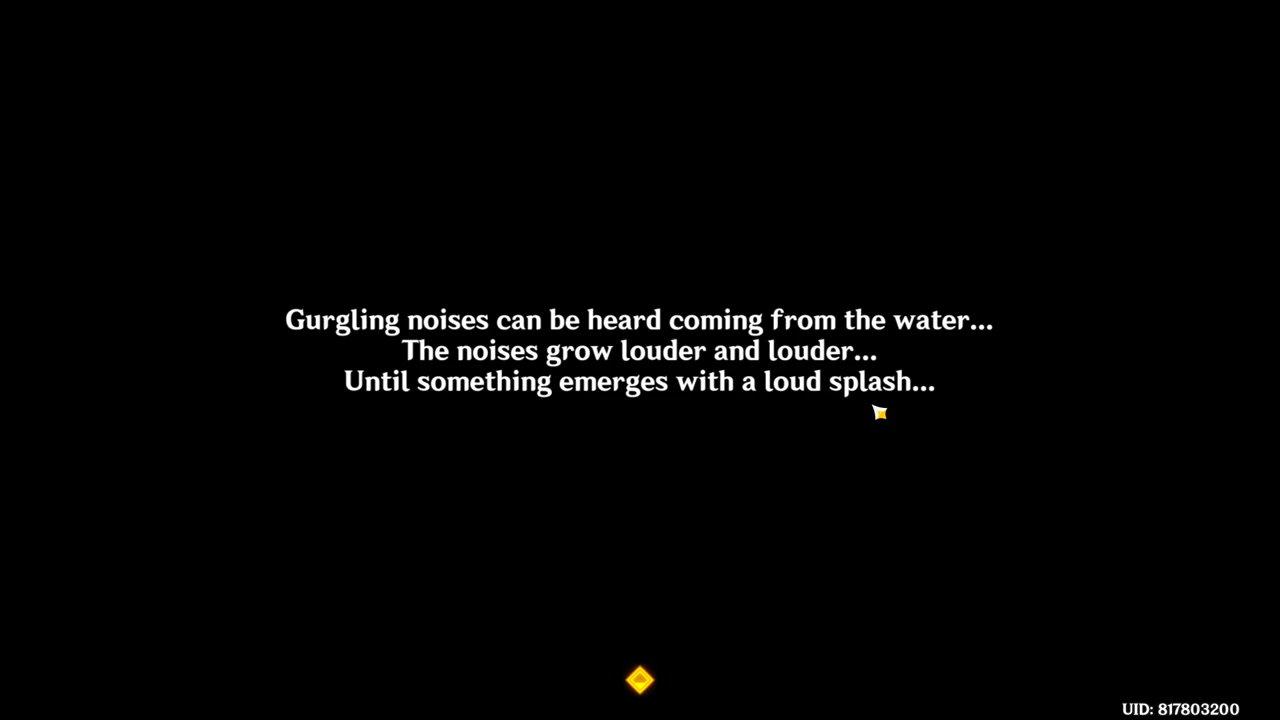 Gurgling noises can be heard coming from the water...
The noises grow louder and louder...
Until something emerges with a loud splash...
UID: 817803200